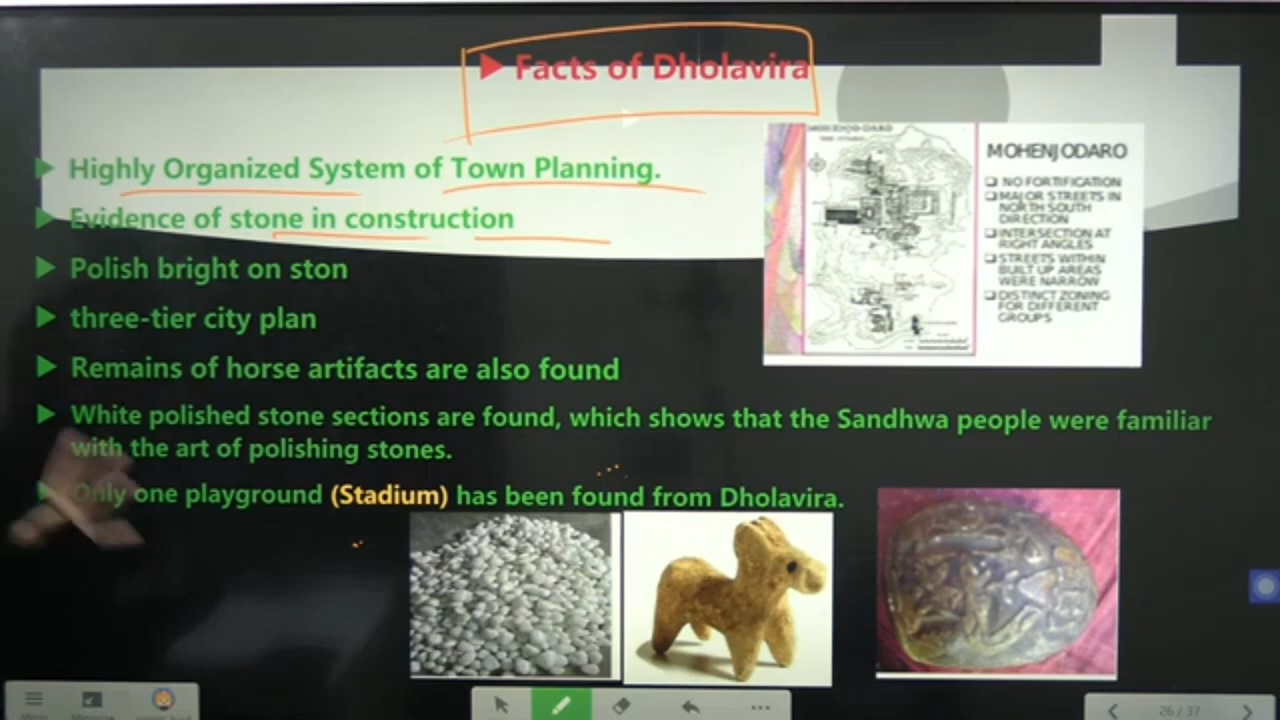 Facts of Dholavira
Highly Organized System of Town Planning.
Evidence of stone in construction
Polish bright on ston
three-tier city plan
Remains of horse artifacts are also found
White polished stone sections are found, which shows that the Sandhwa people were familiar
with the art of polishing stones.
Only one playground (Stadium) has been found from Dholavira.
MOHENJO-DARO
MOHENJODARO
NO FORTIFICATION
MAJOR STREETS IN
NORTH SOUTH
DIRECTION
INTERSECTION AT
RIGHT ANGLES
STREETS WITHIN
BUILT UP AREAS
WERE NARROW
DISTINCT ZONING
FOR DIFFERENT
GROUPS
26 / 37